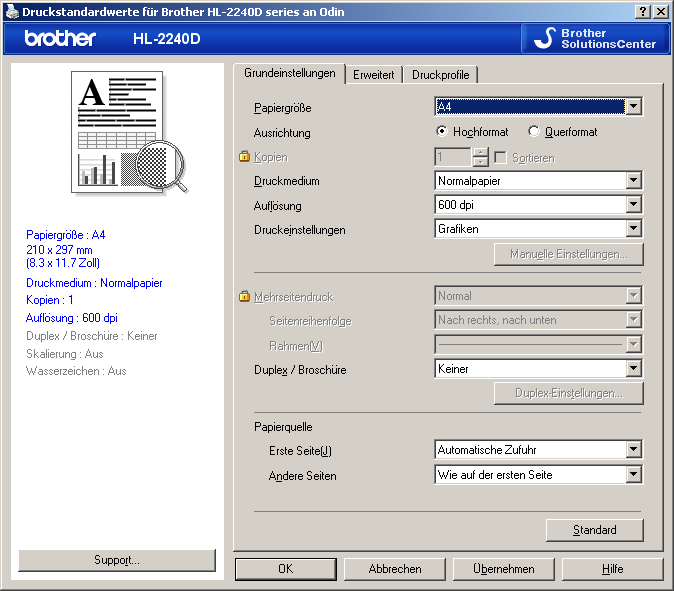 Druckstandardwerte für Brother HL-2240D series an Odin
brother HL-2240D
Brother
SolutionsCenter
Grundeinstellungen Erweitert Druckprofile
A
Papiergröße A4
Ausrichtung Hochformat Querformat
Kopien 1 Sortieren
Druckmedium Normalpapier
Auflösung 600 dpi
Druckeinstellungen Grafiken
Manuelle Einstellungen...
Mehrseitendruck Normal
Seitenreihenfolge Nach rechts, nach unten
Rahmen(V)
Duplex / Broschüre Keiner
Duplex-Einstellungen...
Papierquelle
Erste Seite(J) Automatische Zufuhr
Andere Seiten Wie auf der ersten Seite
Standard
Papiergröße : A4
210 x 297 mm
(8.3 x 11.7 Zoll)
Druckmedium : Normalpapier
Kopien : 1
Auflösung : 600 dpi
Duplex / Broschüre : Keiner
Skalierung : Aus
Wasserzeichen : Aus
Support...
OK Abbrechen Übernehmen Hilfe